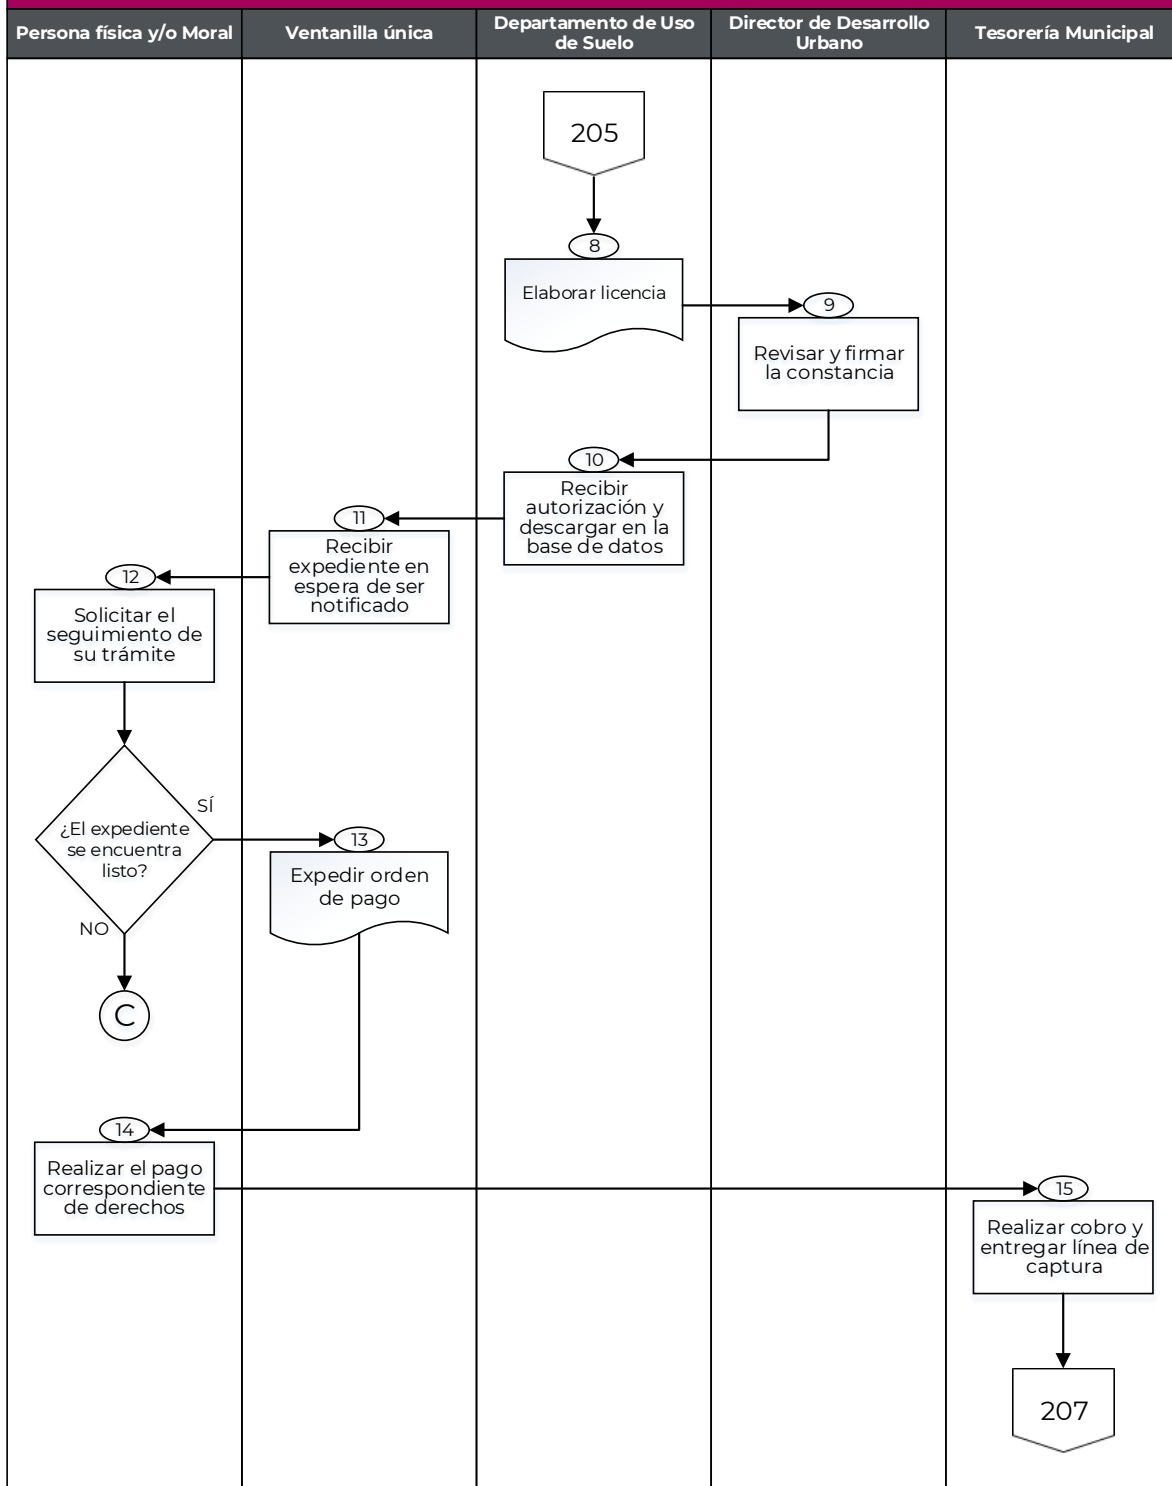 Persona física y/o Moral
Ventanilla única
Departamento de Uso
de Suelo
Director de Desarrollo
Urbano
Tesorería Municipal
205
8
Elaborar licencia
9
Revisar y firmar
la constancia
10
Recibir
autorización y
descargar en la
base de datos
11
Recibir
expediente en
espera de ser
notificado
12
Solicitar el
seguimiento de
su trámite
¿El expediente
se encuentra
listo?
SÍ
NO
C
13
Expedir orden
de pago
14
Realizar el pago
correspondiente
de derechos
15
Realizar cobro y
entregar línea de
captura
207